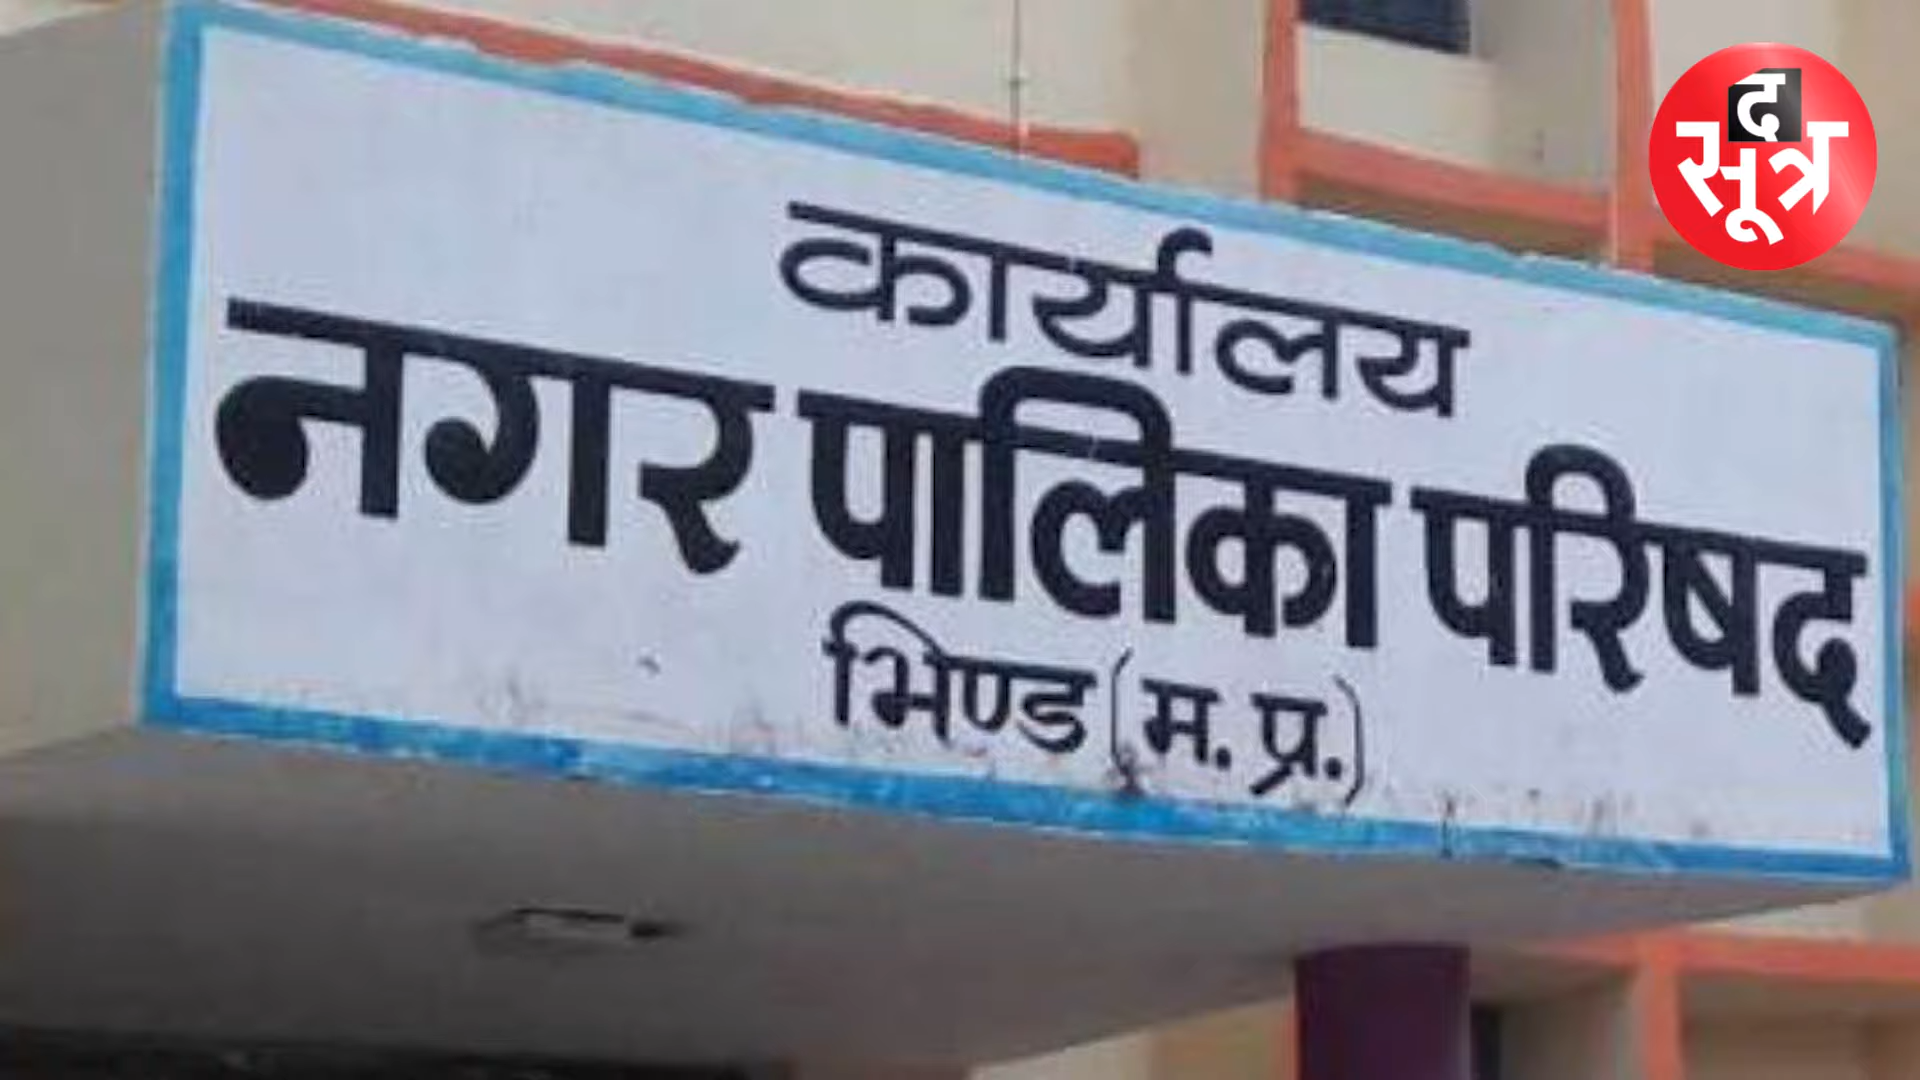 द
सूत्र
कार्यालय
नगर पालिका परिषद
भिण्ड (म. प्र.)